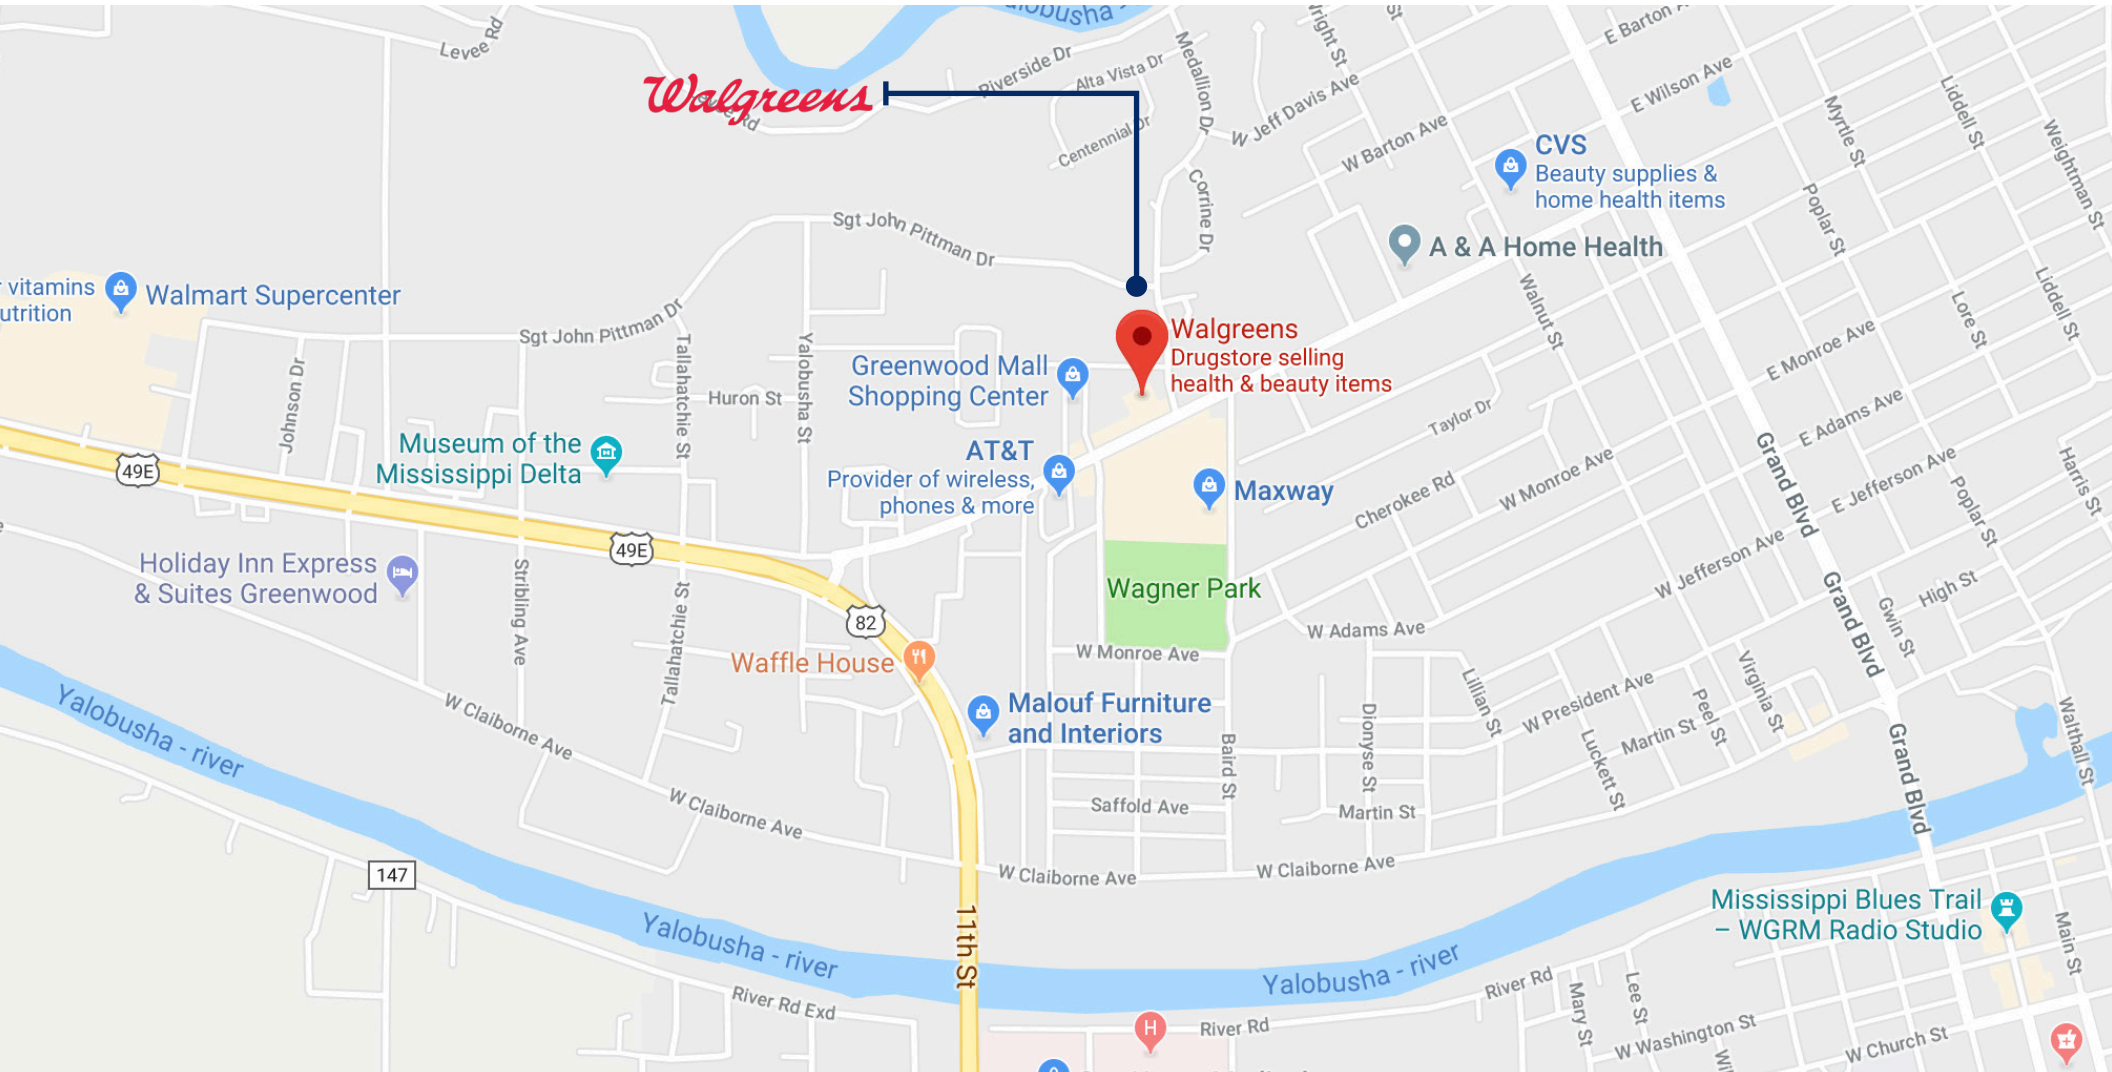 Yalobusha -
Levee Rd
Walgreens
Riverside Dr
Alta Vista Dr
Medallion Dr
Centennial Dr
W Jeff Davis Ave
W Barton Ave
E Barton
E Wilson Ave
CVS
Beauty supplies &
home health items
Myrtle St
Liddell St
Weightman St
Poplar St
Corrine Dr
Sgt John Pittman Dr
A & A Home Health
vitamins
Walmart Supercenter
Sgt John Pittman Dr
Walnut St
Lore St
Liddell St
Walgreens
Drugstore selling
health & beauty items
Greenwood Mall
Shopping Center
Johnson Dr
Tallahatchie St
Yalobusha St
Huron St
E Monroe Ave
E Adams Ave
E Jefferson Ave
Taylor Dr
Cherokee Rd
W Monroe Ave
Grand Blvd
Poplar St
Harris St
49E
Museum of the
Mississippi Delta
AT&T
Provider of wireless,
phones & more
Maxway
49E
Holiday Inn Express
& Suites Greenwood
Stribling Ave
Tallahatchie St
82
Wagner Park
W Jefferson Ave
Grand Blvd
Gwin St
High St
Waffle House
W Monroe Ave
W Adams Ave
Lillian St
W President Ave
Peel St
Virginia St
Martin St
Luckett St
Walthall St
Yalobusha - river
W Claiborne Ave
Malouf Furniture
and Interiors
Baird St
Dionyse St
Grand Blvd
W Claiborne Ave
Saffold Ave
Martin St
147
W Claiborne Ave
W Claiborne Ave
11th St
Yalobusha - river
Yalobusha - river
Mississippi Blues Trail
– WGRM Radio Studio
Main St
River Rd Exd
H
River Rd
River Rd
Mary St
Lee St
W Washington St
W Church St